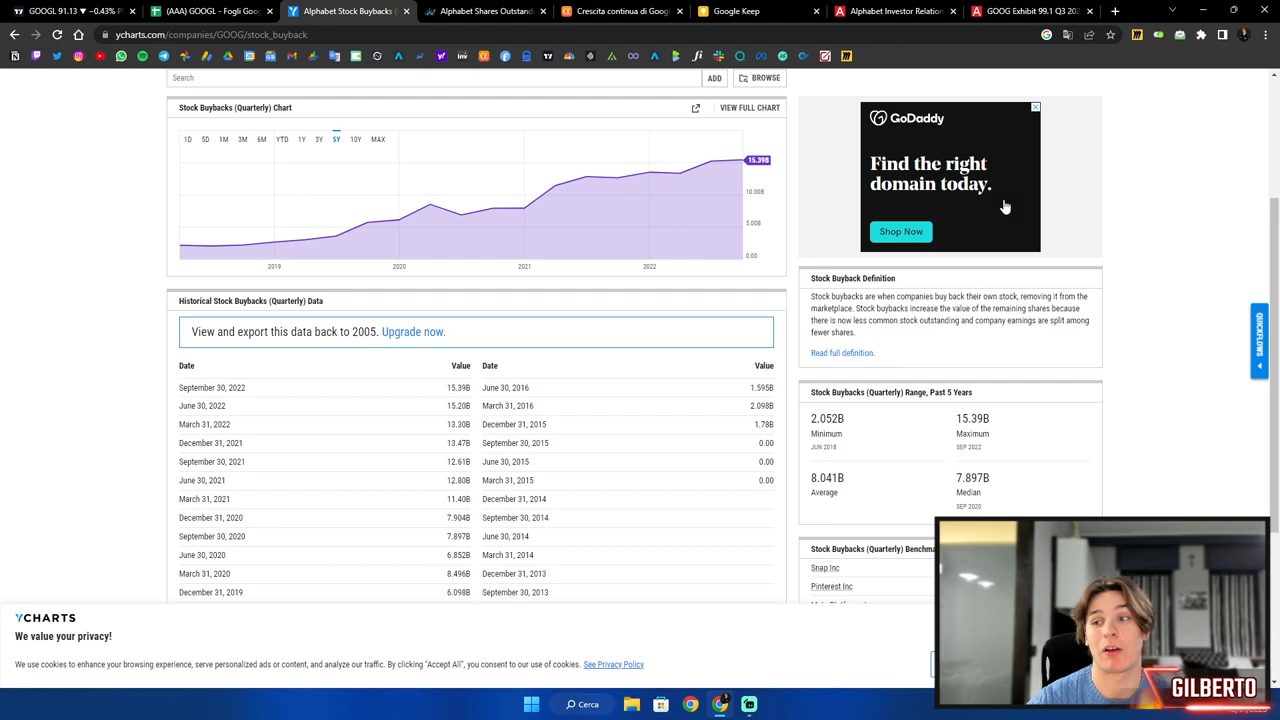 GOOGL 91.13 ▼ −0.43% P
(AAA) GOOGL - Fogli Goog
Alphabet Stock Buybacks (
Alphabet Shares Outstandi
Crescita continua di Googl
Google Keep
Alphabet Investor Relation
GOOG Exhibit 99.1 Q3 202
ycharts.com/companies/GOOG/stock_buyback
Search
ADD
BROWSE
Stock Buybacks (Quarterly) Chart
VIEW FULL CHART
1D 5D 1M 3M 6M YTD 1Y 3Y 5Y 10Y MAX
15.39B
10.00B
5.00B
0.00
2019 2020 2021 2022
Historical Stock Buybacks (Quarterly) Data
View and export this data back to 2005. Upgrade now.
Date Value Date Value
September 30, 2022 15.39B June 30, 2016 1.595B
June 30, 2022 15.20B March 31, 2016 2.098B
March 31, 2022 13.30B December 31, 2015 1.78B
December 31, 2021 13.47B September 30, 2015 0.00
September 30, 2021 12.61B June 30, 2015 0.00
June 30, 2021 12.80B March 31, 2015 0.00
March 31, 2021 11.40B December 31, 2014
December 31, 2020 7.904B September 30, 2014
September 30, 2020 7.897B June 30, 2014
June 30, 2020 6.852B March 31, 2014
March 31, 2020 8.496B December 31, 2013
December 31, 2019 6.098B September 30, 2013
GoDaddy
Find the right
domain today.
Shop Now
Stock Buyback Definition
Stock buybacks are when companies buy back their own stock, removing it from the
marketplace. Stock buybacks increase the value of the remaining shares because
there is now less common stock outstanding and company earnings are split among
fewer shares.
Read full definition.
Stock Buybacks (Quarterly) Range, Past 5 Years
2.052B 15.39B
Minimum Maximum
JUN 2018 SEP 2022
8.041B 7.897B
Average Median
SEP 2020
Stock Buybacks (Quarterly) Benchma
Snap Inc
Pinterest Inc
QUICKFLOWS
YCHARTS
We value your privacy!
We use cookies to enhance your browsing experience, serve personalized ads or content, and analyze our traffic. By clicking "Accept All", you consent to our use of cookies. See Privacy Policy
Cerca
GILBERTO